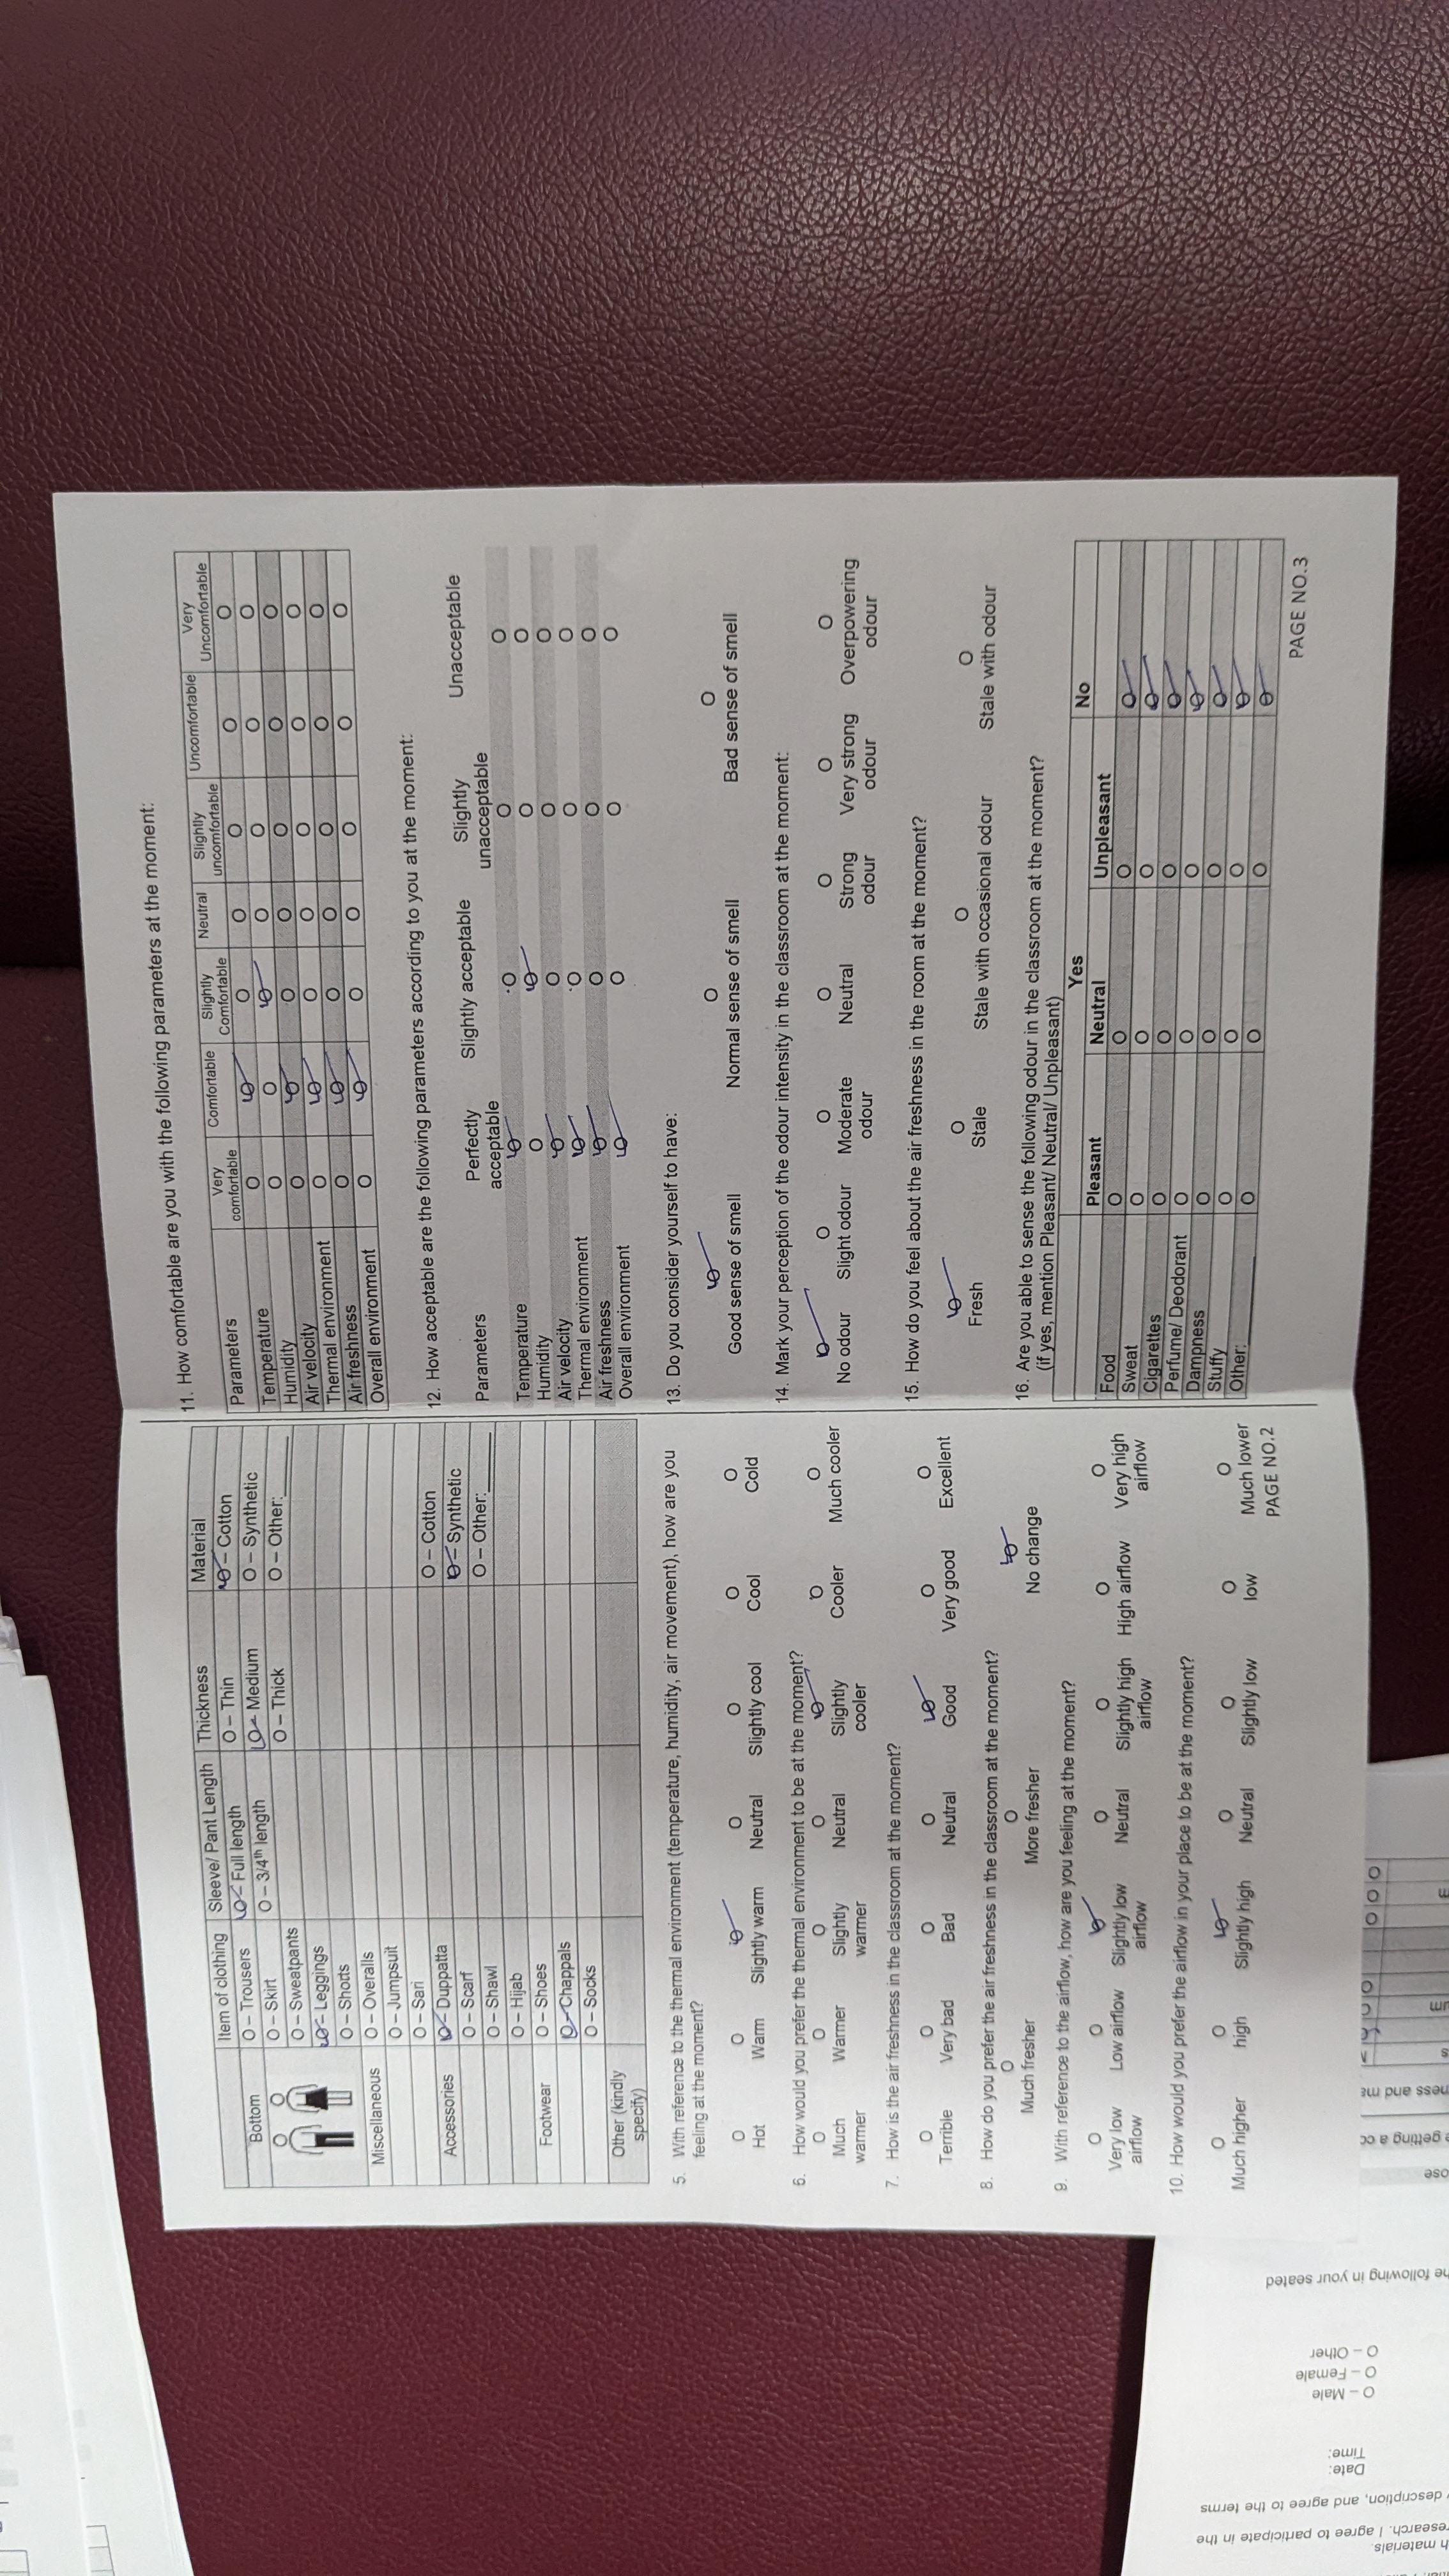 Item of clothing Sleeve/ Pant Length Thickness Material
Bottom O – Trousers O – Full length O – Thin O – Cotton
O – Skirt O – 3/4th length O – Medium O – Synthetic
O – Sweatpants O – Thick O – Other:______
O – Leggings
O – Shorts
Miscellaneous O – Overalls
O – Jumpsuit
O – Sari
Accessories O – Duppatta O – Cotton
O – Scarf O – Synthetic
O – Shawl O – Other:______
O – Hijab
Footwear O – Shoes
O – Chappals
O – Socks
Other (kindly
specify)
5. With reference to the thermal environment (temperature, humidity, air movement), how are you
feeling at the moment?
O O O O O O O
Hot Warm Slightly warm Neutral Slightly cool Cool Cold
6. How would you prefer the thermal environment to be at the moment?
O O O O O O O
Much Warmer Slightly Neutral Slightly Cooler Much cooler
warmer warmer cooler
7. How is the air freshness in the classroom at the moment?
O O O O O O O
Terrible Very bad Bad Neutral Good Very good Excellent
8. How do you prefer the air freshness in the classroom at the moment?
O O O
Much fresher More fresher No change
9. With reference to the airflow, how are you feeling at the moment?
O O O O O O O
Very low Low airflow Slightly low Neutral Slightly high High airflow Very high
airflow airflow airflow airflow
10. How would you prefer the airflow in your place to be at the moment?
O O O O O O O
Much higher high Slightly high Neutral Slightly low low Much lower
PAGE NO.2
11. How comfortable are you with the following parameters at the moment:
Parameters Very Comfortable Slightly Neutral Slightly Uncomfortable Very
comfortable Comfortable uncomfortable Uncomfortable
Temperature O O O O O O O
Humidity O O O O O O O
Air velocity O O O O O O O
Thermal environment O O O O O O O
Air freshness O O O O O O O
Overall environment O O O O O O O
12. How acceptable are the following parameters according to you at the moment:
Parameters Perfectly Slightly acceptable Slightly Unacceptable
acceptable unacceptable
Temperature O O O O
Humidity O O O O
Air velocity O O O O
Thermal environment O O O O
Air freshness O O O O
Overall environment O O O O
13. Do you consider yourself to have:
O O O
Good sense of smell Normal sense of smell Bad sense of smell
14. Mark your perception of the odour intensity in the classroom at the moment:
O O O O O O O
No odour Slight odour Moderate Neutral Strong Very strong Overpowering
odour odour odour odour
15. How do you feel about the air freshness in the room at the moment?
O O O O
Fresh Stale Stale with occasional odour Stale with odour
16. Are you able to sense the following odour in the classroom at the moment?
(if yes, mention Pleasant/ Neutral/ Unpleasant)
Yes No
Pleasant Neutral Unpleasant
Food O O O O
Sweat O O O O
Cigarettes O O O O
Perfume/ Deodorant O O O O
Dampness O O O O
Stuffy O O O O
Other:__________ O O O O
PAGE NO.3
materials.
research. I agree to participate in the
description, and agree to the terms
Date:
Time:
O – Male
O – Female
O – Other
following in your seated
getting a